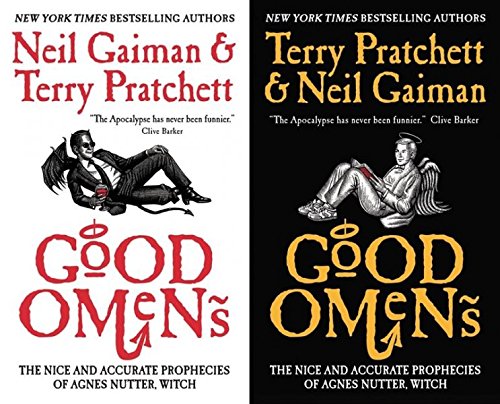 NEW YORK TIMES BESTSELLING AUTHORS
Neil Gaiman &
Terry Pratchett
"The Apocalypse has never been funnier."
Clive Barker
GOOD
OMENS
THE NICE AND ACCURATE PROPHECIES
OF AGNES NUTTER, WITCH
NEW YORK TIMES BESTSELLING AUTHORS
Terry Pratchett
& Neil Gaiman
"The Apocalypse has never been funnier." Clive Barker
GOOD
OMENS
THE NICE AND ACCURATE PROPHECIES
OF AGNES NUTTER, WITCH